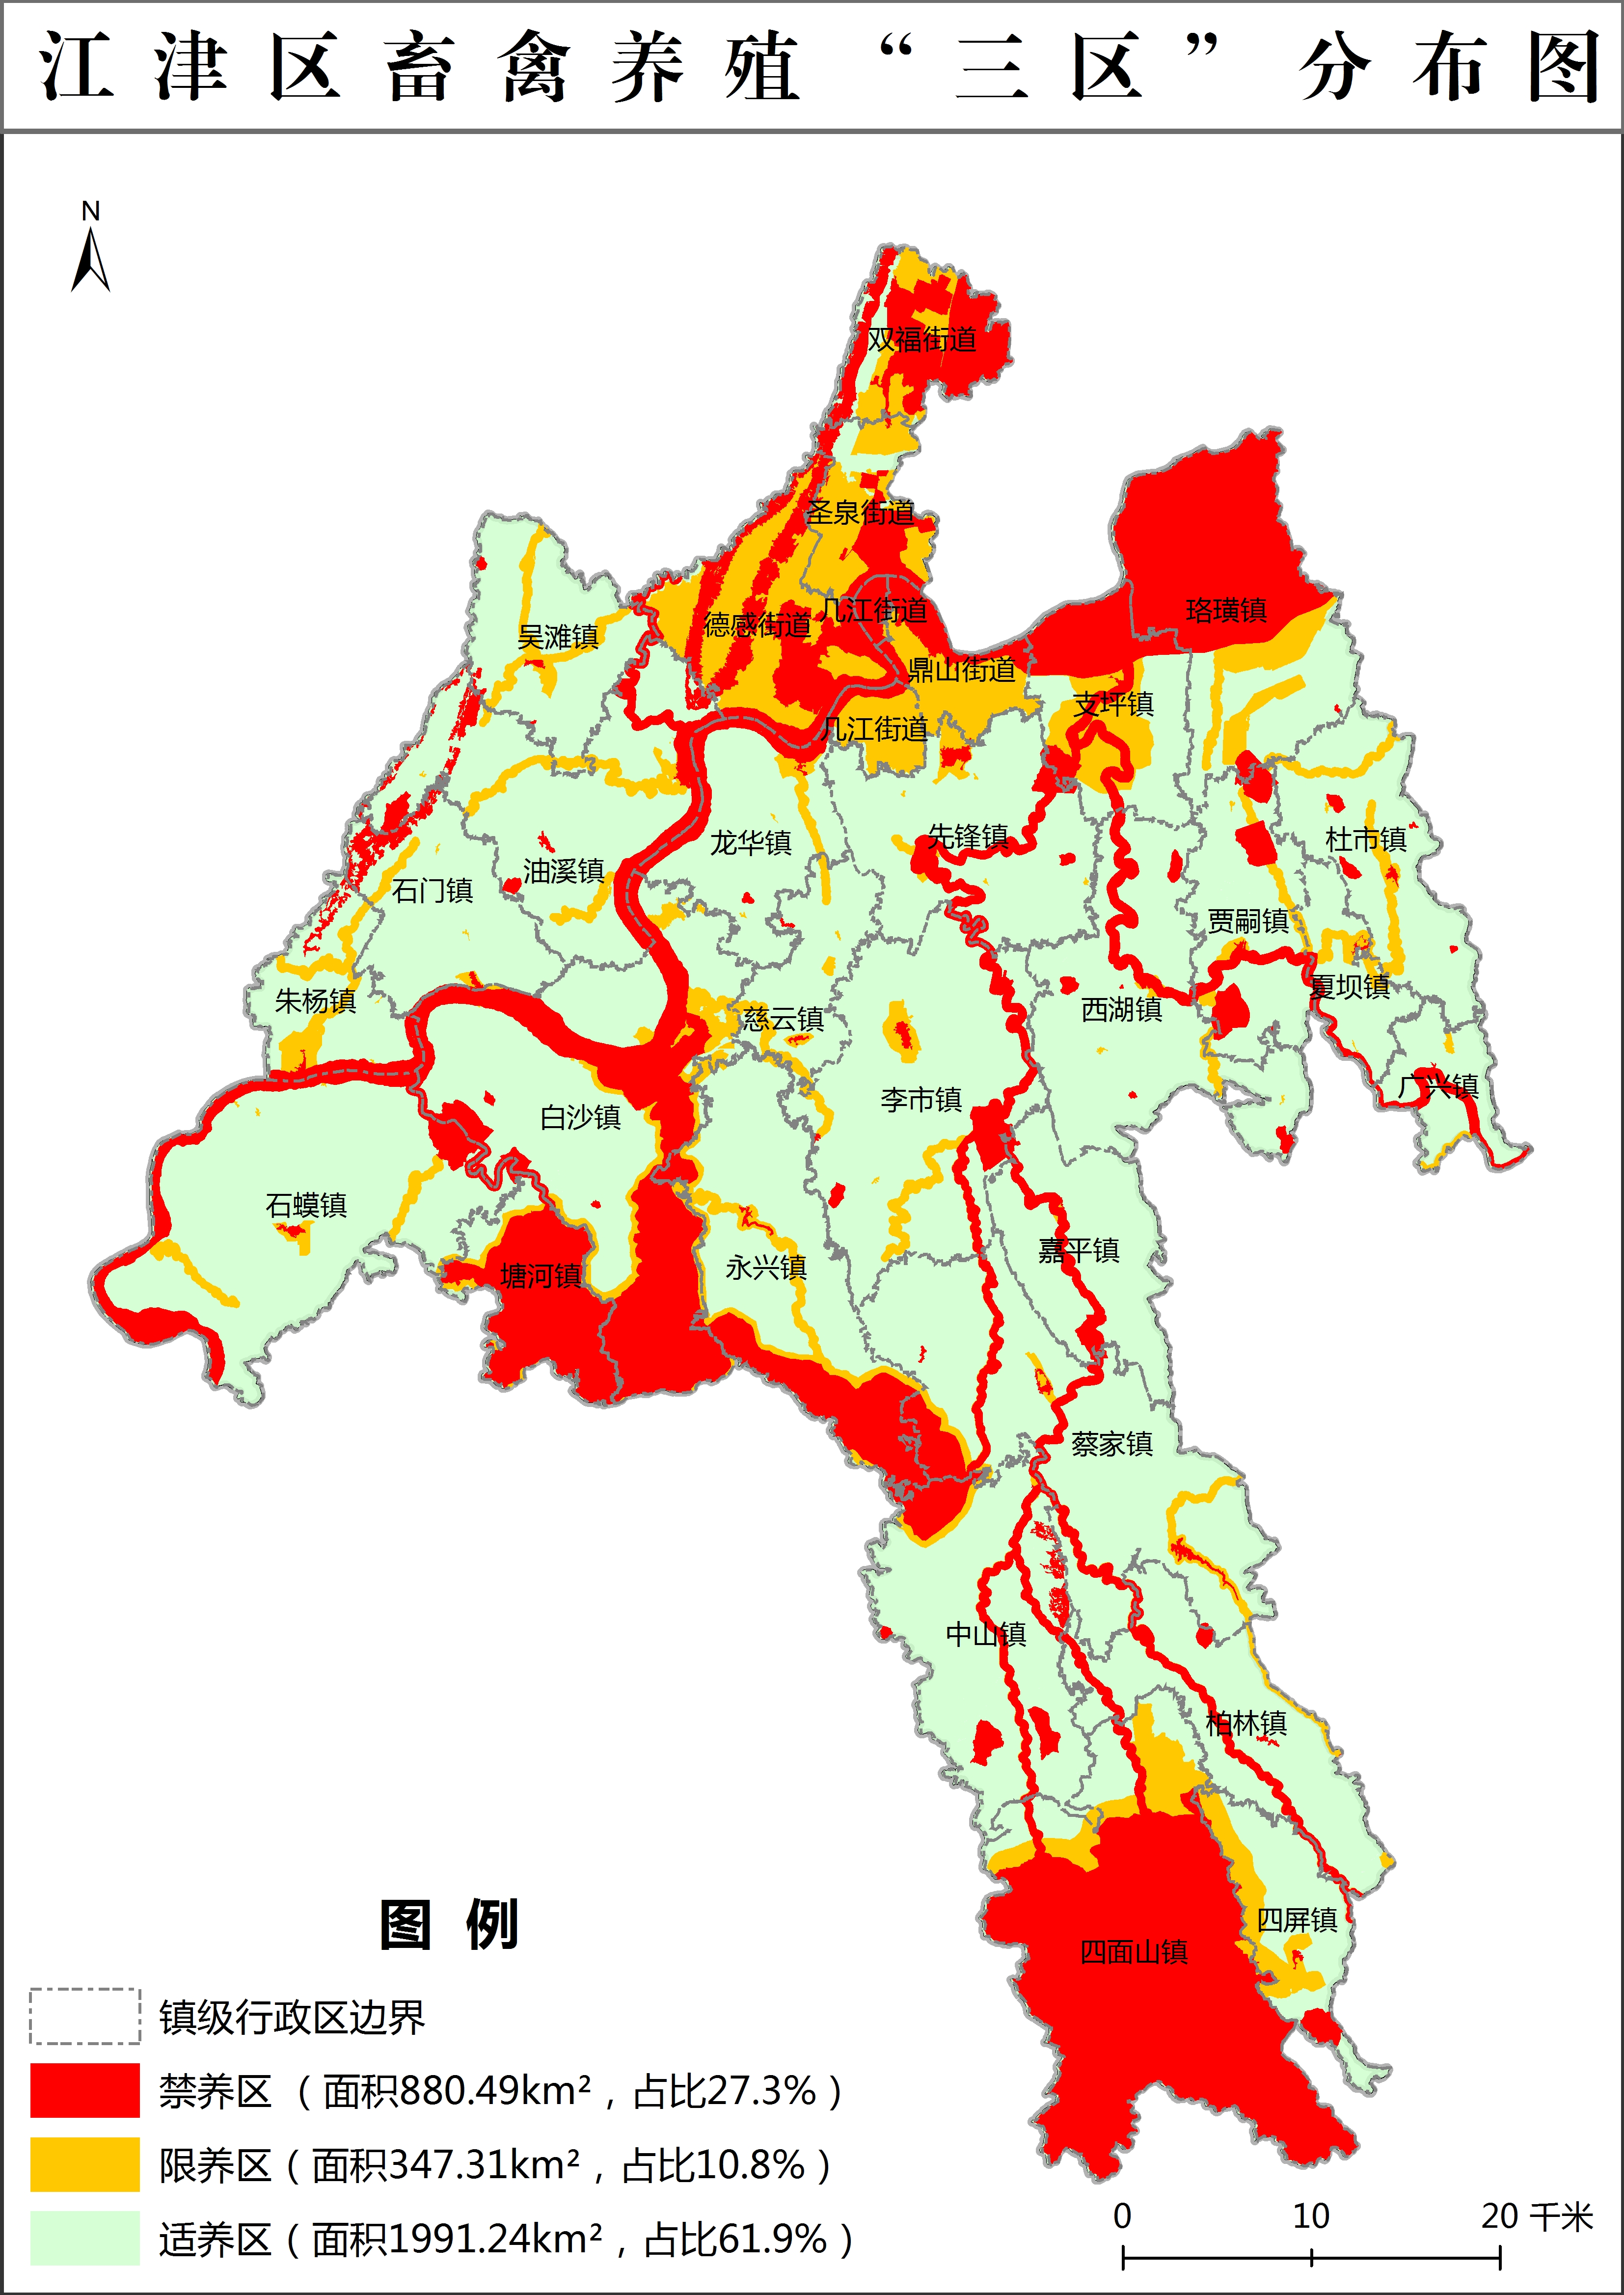 江津区畜禽养殖“三区”分布图
N
双福街道
圣泉街道
几江街道
德感街道
珞璜镇
吴滩镇
鼎山街道
支坪镇
几江街道
先锋镇
杜市镇
龙华镇
油溪镇
石门镇
贾嗣镇
夏坝镇
朱杨镇
西湖镇
慈云镇
广兴镇
李市镇
白沙镇
石蟆镇
嘉平镇
永兴镇
塘河镇
蔡家镇
中山镇
柏林镇
四屏镇
四面山镇
图 例
镇级行政区边界
禁养区（面积880.49km²，占比27.3%）
限养区（面积347.31km²，占比10.8%）
适养区（面积1991.24km²，占比61.9%）
0 10 20 千米